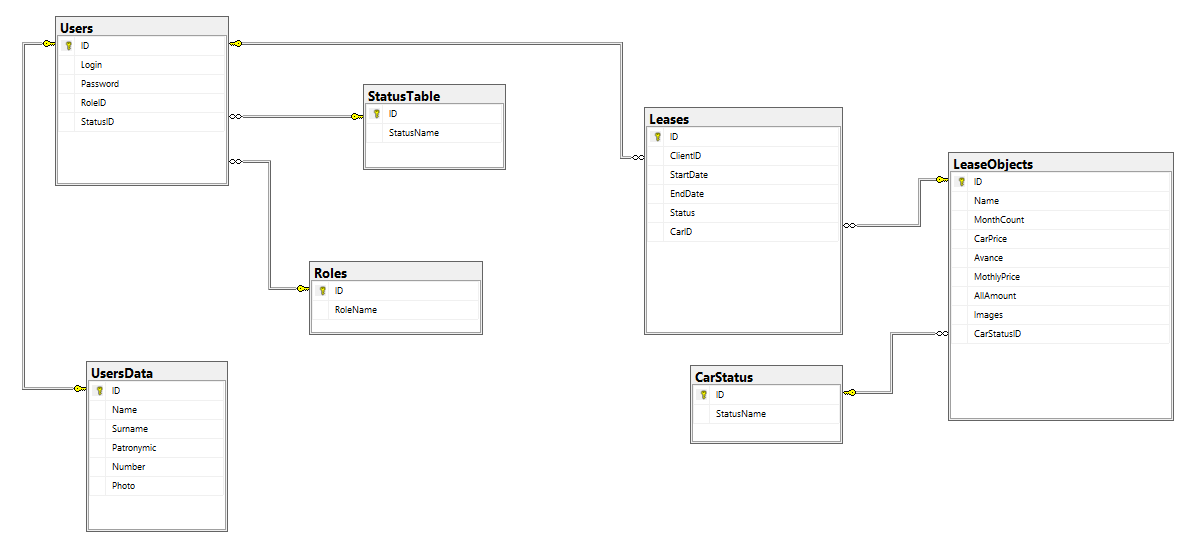 Users
ID
Login
Password
RoleID
StatusID
StatusTable
ID
StatusName
Roles
ID
RoleName
UsersData
ID
Name
Surname
Patronymic
Number
Photo
Leases
ID
ClientID
StartDate
EndDate
Status
CarID
LeaseObjects
ID
Name
MonthCount
CarPrice
Avance
MothlyPrice
AllAmount
Images
CarStatusID
CarStatus
ID
StatusName